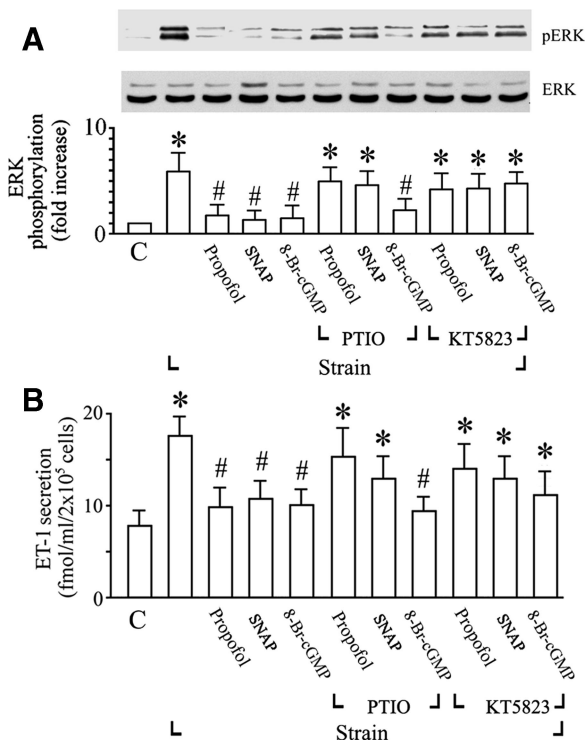 A
pERK
ERK
ERK
phosphorylation
(fold increase)
10
0
* # # # * * # * * *
C
Propofol
SNAP
8-Br-cGMP
Propofol
SNAP
8-Br-cGMP
Propofol
SNAP
8-Br-cGMP
PTIO
KT5823
Strain
B
ET-1 secretion
(fmol/ml/2x10⁵ cells)
20
10
0
* # # # * * # * * *
C
Propofol
SNAP
8-Br-cGMP
Propofol
SNAP
8-Br-cGMP
Propofol
SNAP
8-Br-cGMP
PTIO
KT5823
Strain